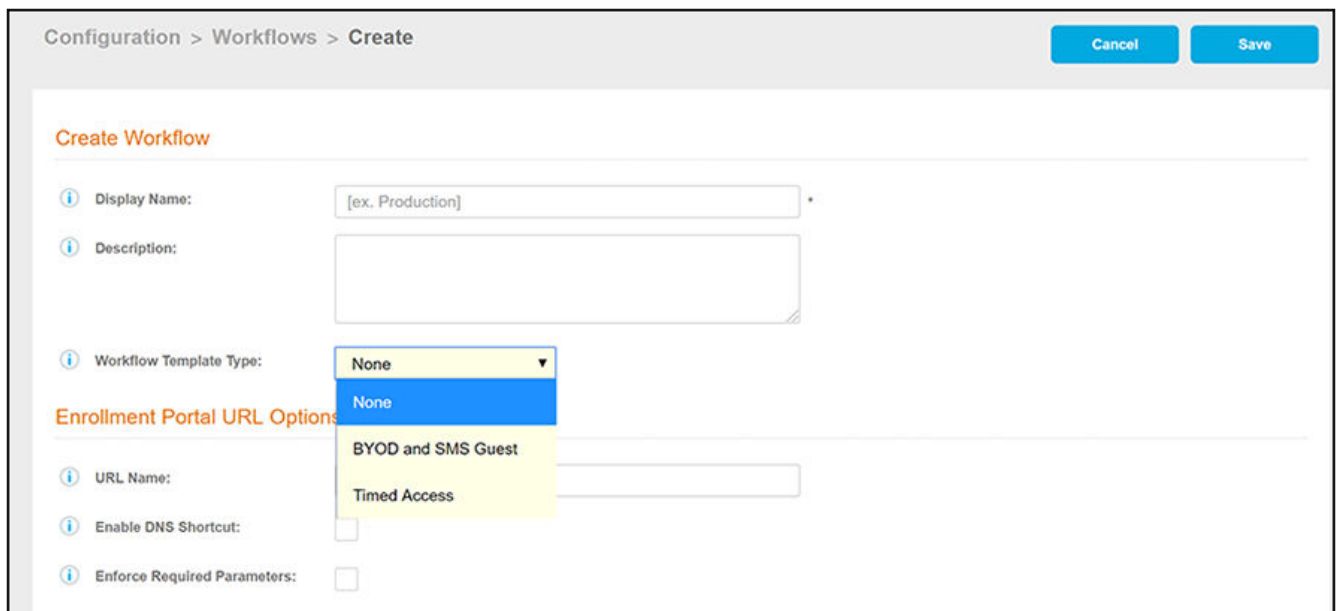 Configuration > Workflows > Create
Cancel
Save
Create Workflow
Display Name:
[ex. Production]
*
Description:
Workflow Template Type:
None
None
Enrollment Portal URL Options
BYOD and SMS Guest
URL Name:
Timed Access
Enable DNS Shortcut:
Enforce Required Parameters: